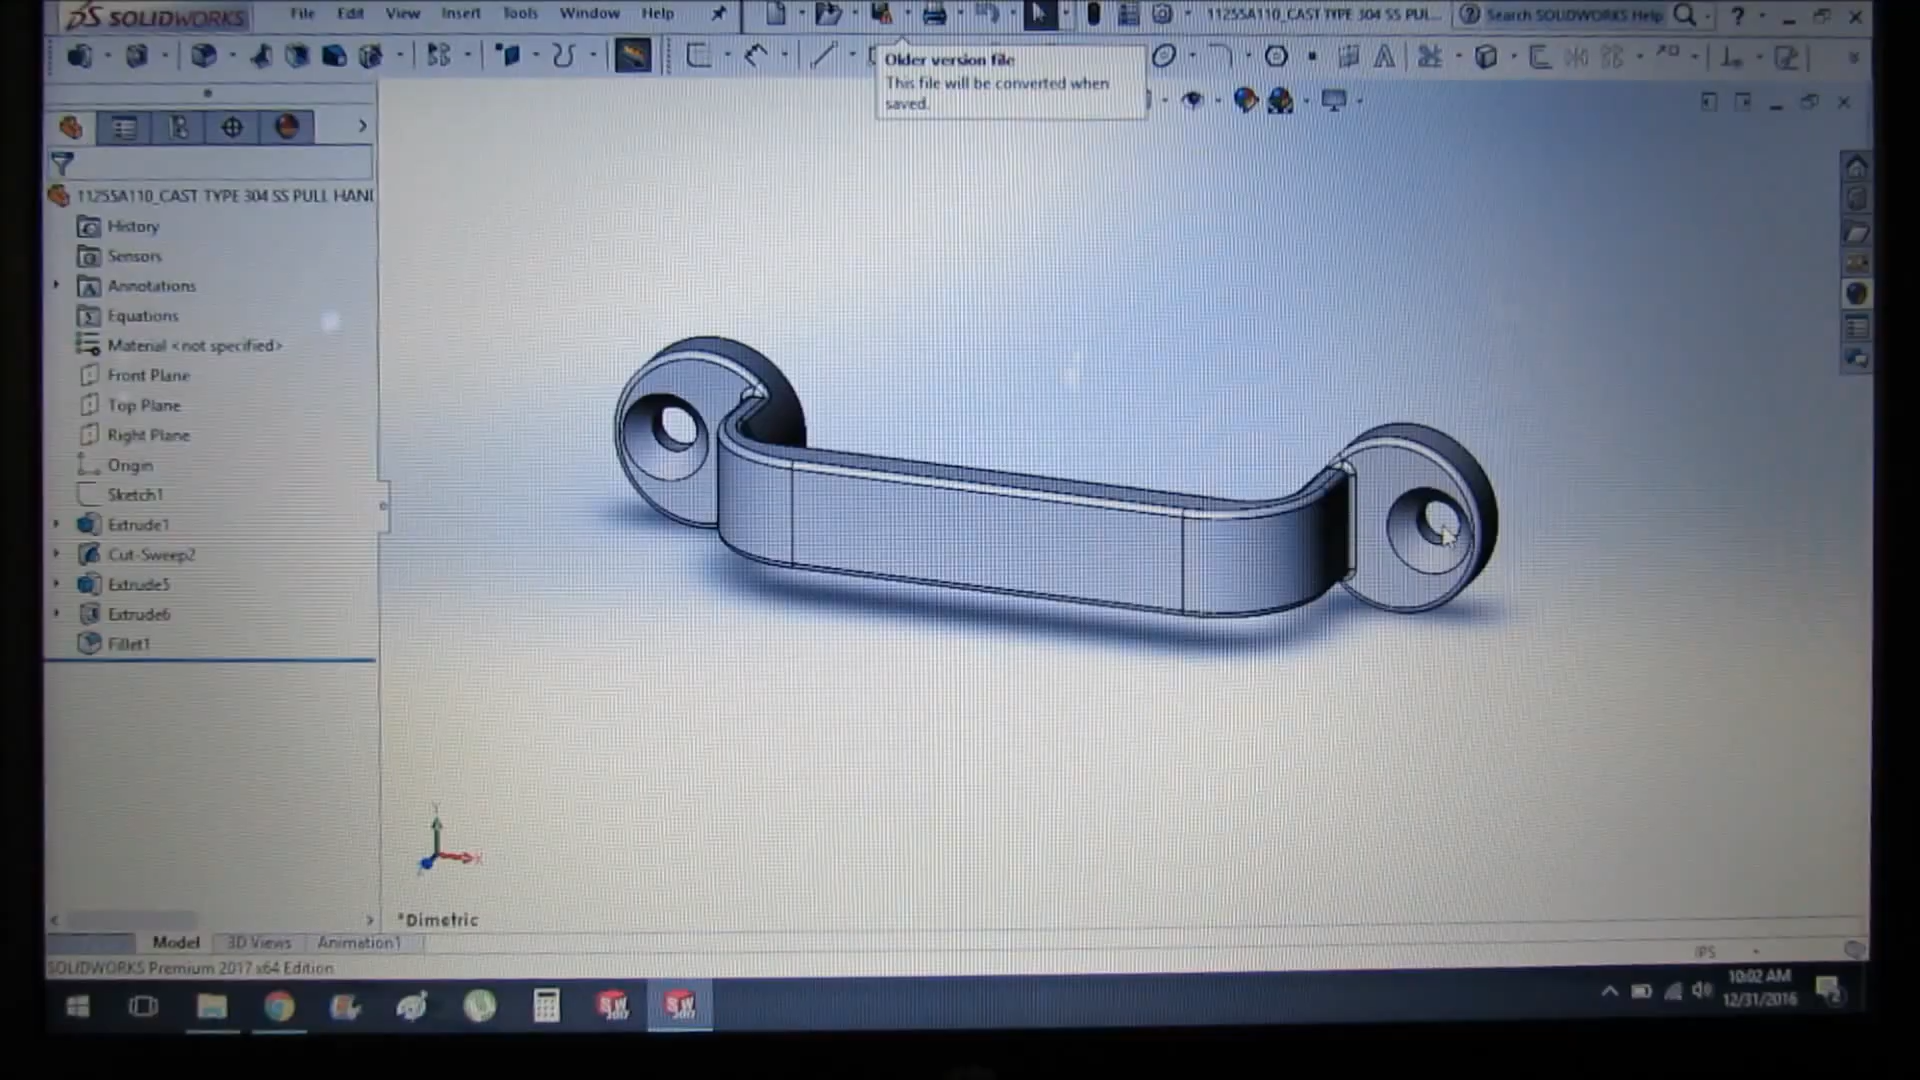 SOLIDWORKS
File Edit View Insert Tools Window Help
11255A110_CAST TYPE 304 SS PUL...
Search SOLIDWORKS Help
?
Older version file
This file will be converted when
saved.
11255A110_CAST TYPE 304 SS PULL HAND
History
Sensors
Annotations
Equations
Material <not specified>
Front Plane
Top Plane
Right Plane
Origin
Sketch1
Extrude1
Cut-Sweep2
Extrude5
Extrude6
Fillet1
Y
X
*Dimetric
Model 3D Views Animation1
IPS
SOLIDWORKS Premium 2017 x64 Edition
10:02 AM
12/31/2016
2